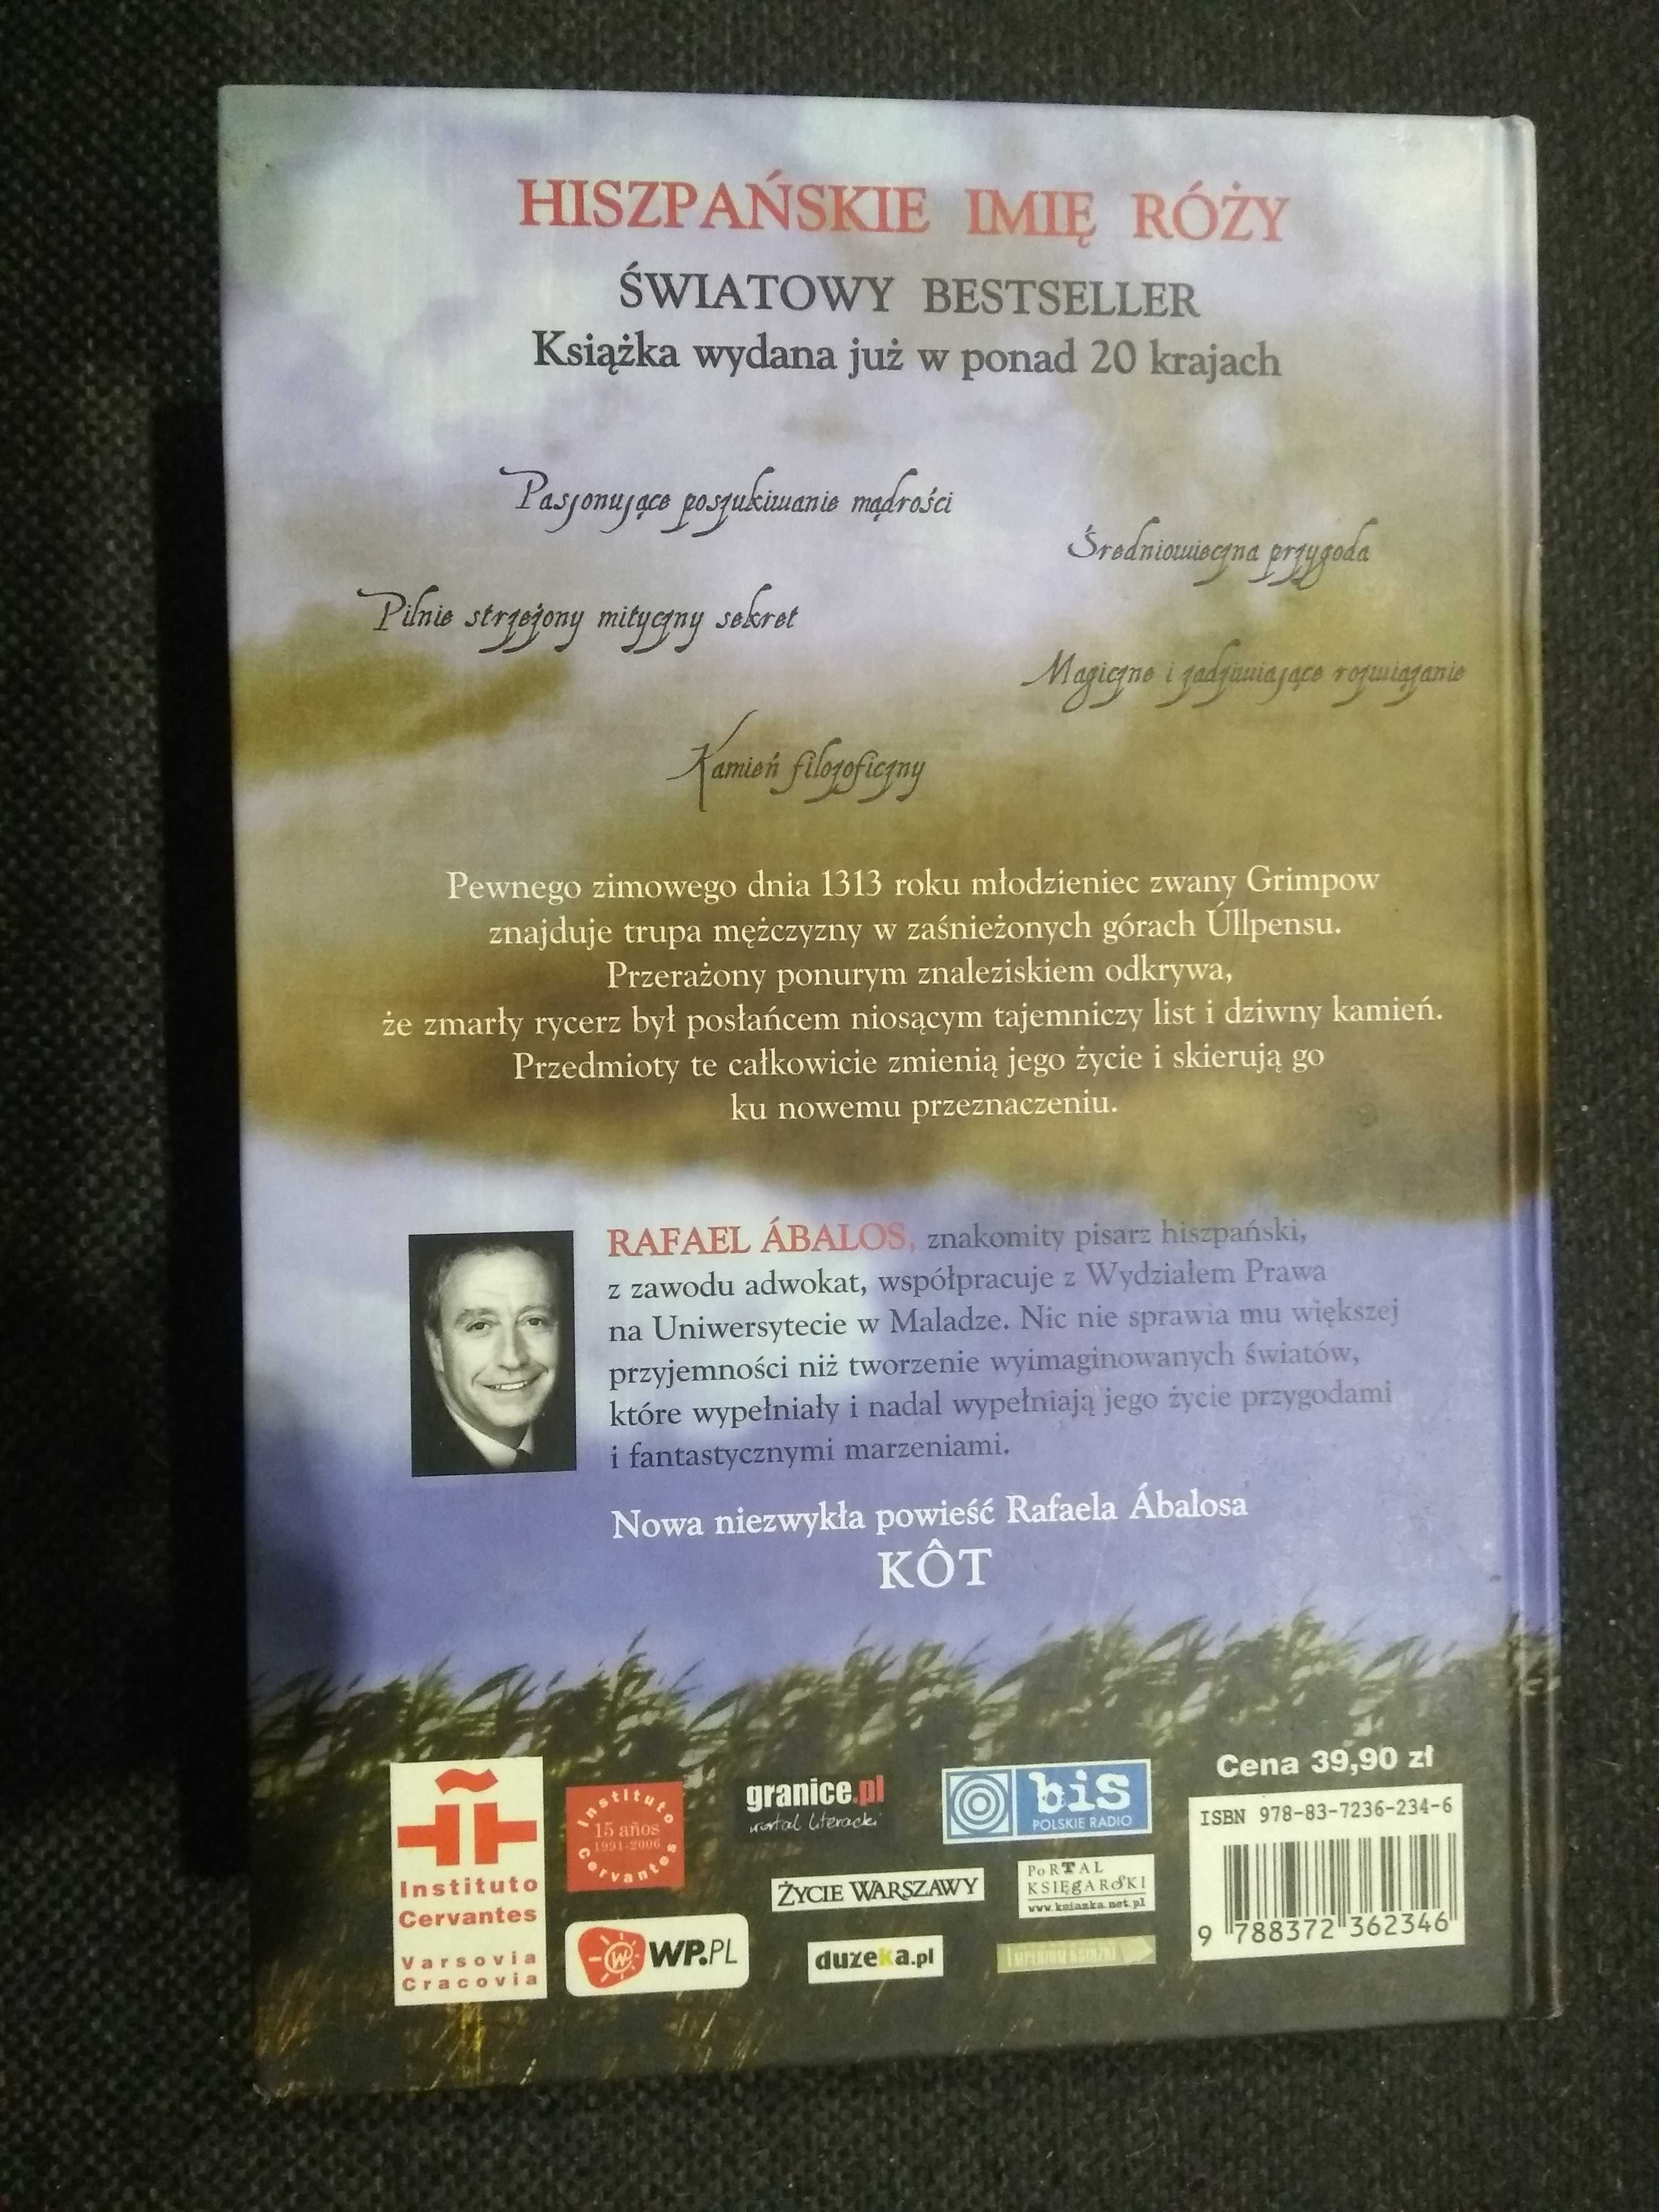 HISZPAŃSKIE IMIĘ RÓŻY
ŚWIATOWY BESTSELLER
Książka wydana już w ponad 20 krajach
Pasjonujące poszukiwanie mądrości
Średniowieczna przygoda
Pilnie strzeżony mityczny sekret
Magiczne i zadziwiające rozwiązanie
Kamień filozoficzny
Pewnego zimowego dnia 1313 roku młodzieniec zwany Grimpow
znajduje trupa mężczyzny w zaśnieżonych górach Úllpensu.
Przerażony ponurym znaleziskiem odkrywa,
że zmarły rycerz był posłańcem niosącym tajemniczy list i dziwny kamień.
Przedmioty te całkowicie zmienią jego życie i skierują go
ku nowemu przeznaczeniu.
RAFAEL ÁBALOS, znakomity pisarz hiszpański,
z zawodu adwokat, współpracuje z Wydziałem Prawa
na Uniwersytecie w Maladze. Nic nie sprawia mu większej
przyjemności niż tworzenie wyimaginowanych światów,
które wypełniały i nadal wypełniają jego życie przygodami
i fantastycznymi marzeniami.
Nowa niezwykła powieść Rafaela Ábalosa
KÔT
Instituto
Cervantes
Varsovia
Cracovia
Instituto
15 años
1991-2006
Cervantes
granice.pl
portal literacki
bis
POLSKIE RADIO
ŻYCIE WARSZAWY
PORTAL
KSIĘGARSKI
www.ksiazka.net.pl
WP.PL
duzeka.pl
Cena 39,90 zł
ISBN 978-83-7236-234-6
9 788372 362346